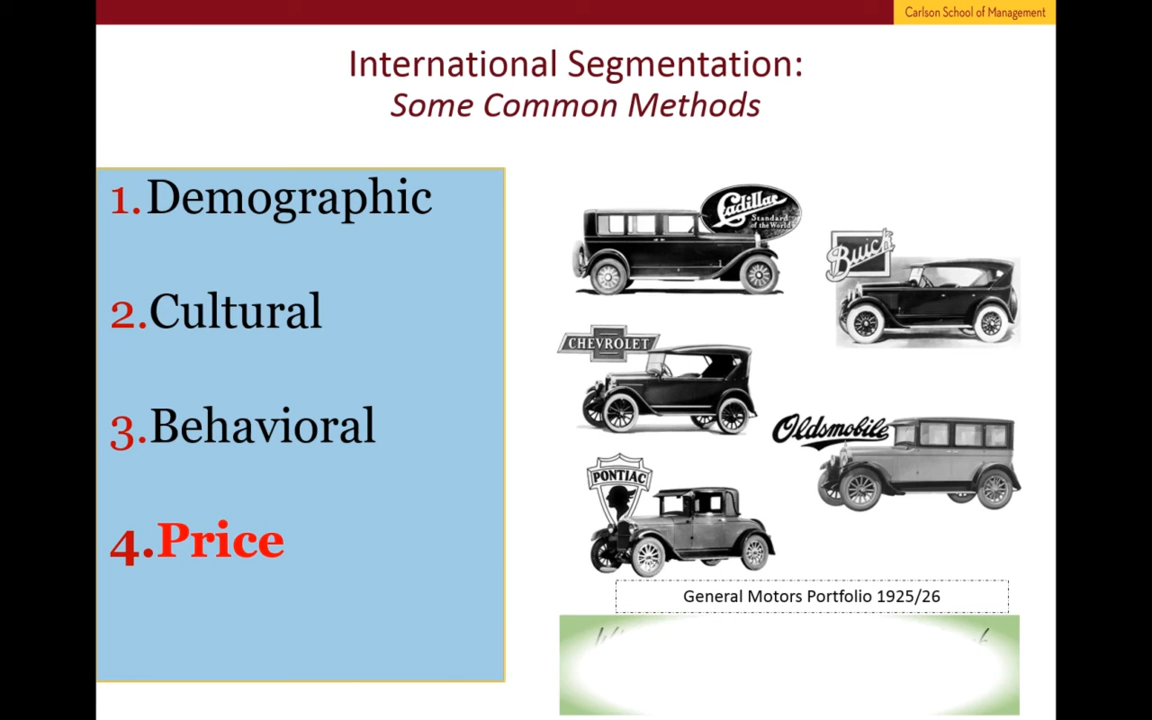 Carlson School of Management
International Segmentation:
Some Common Methods
1.Demographic
2.Cultural
3.Behavioral
4.Price
Cadillac
Standard
of the World
Buick
CHEVROLET
Oldsmobile
PONTIAC
General Motors Portfolio 1925/26